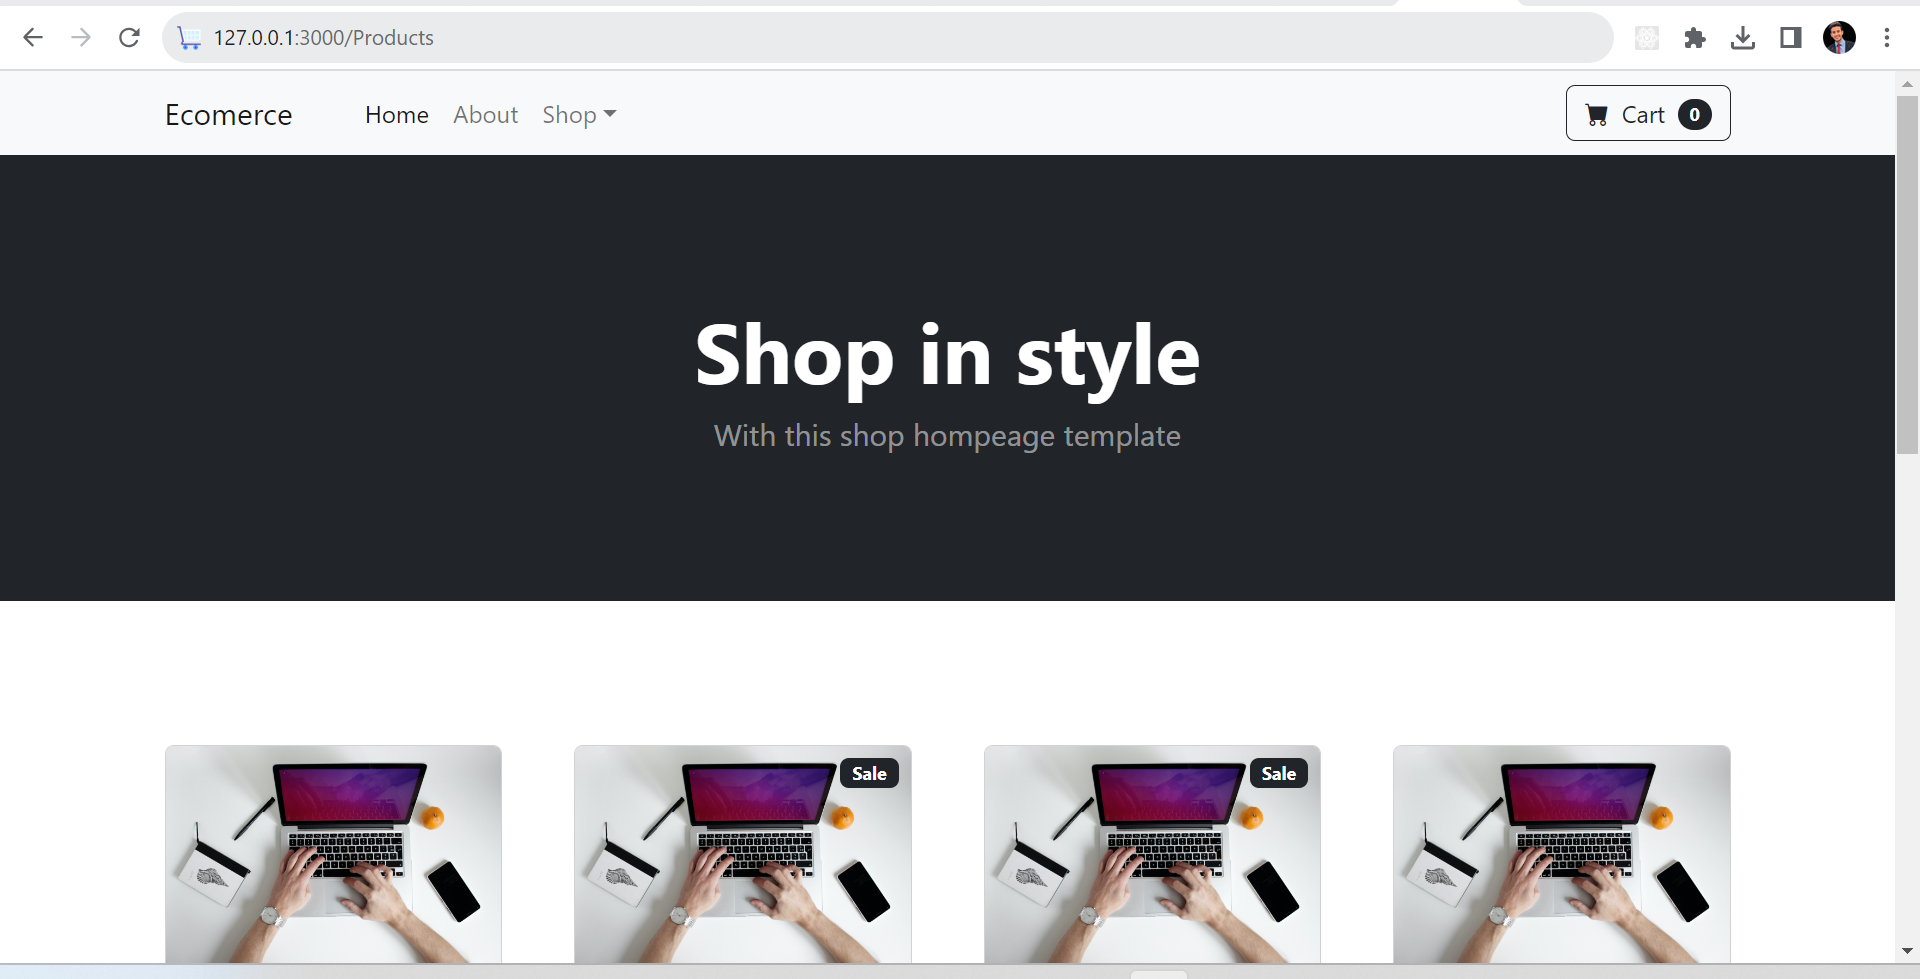 127.0.0.1:3000/Products
Ecomerce Home About Shop Cart 0
Shop in style
With this shop hompeage template
Sale Sale